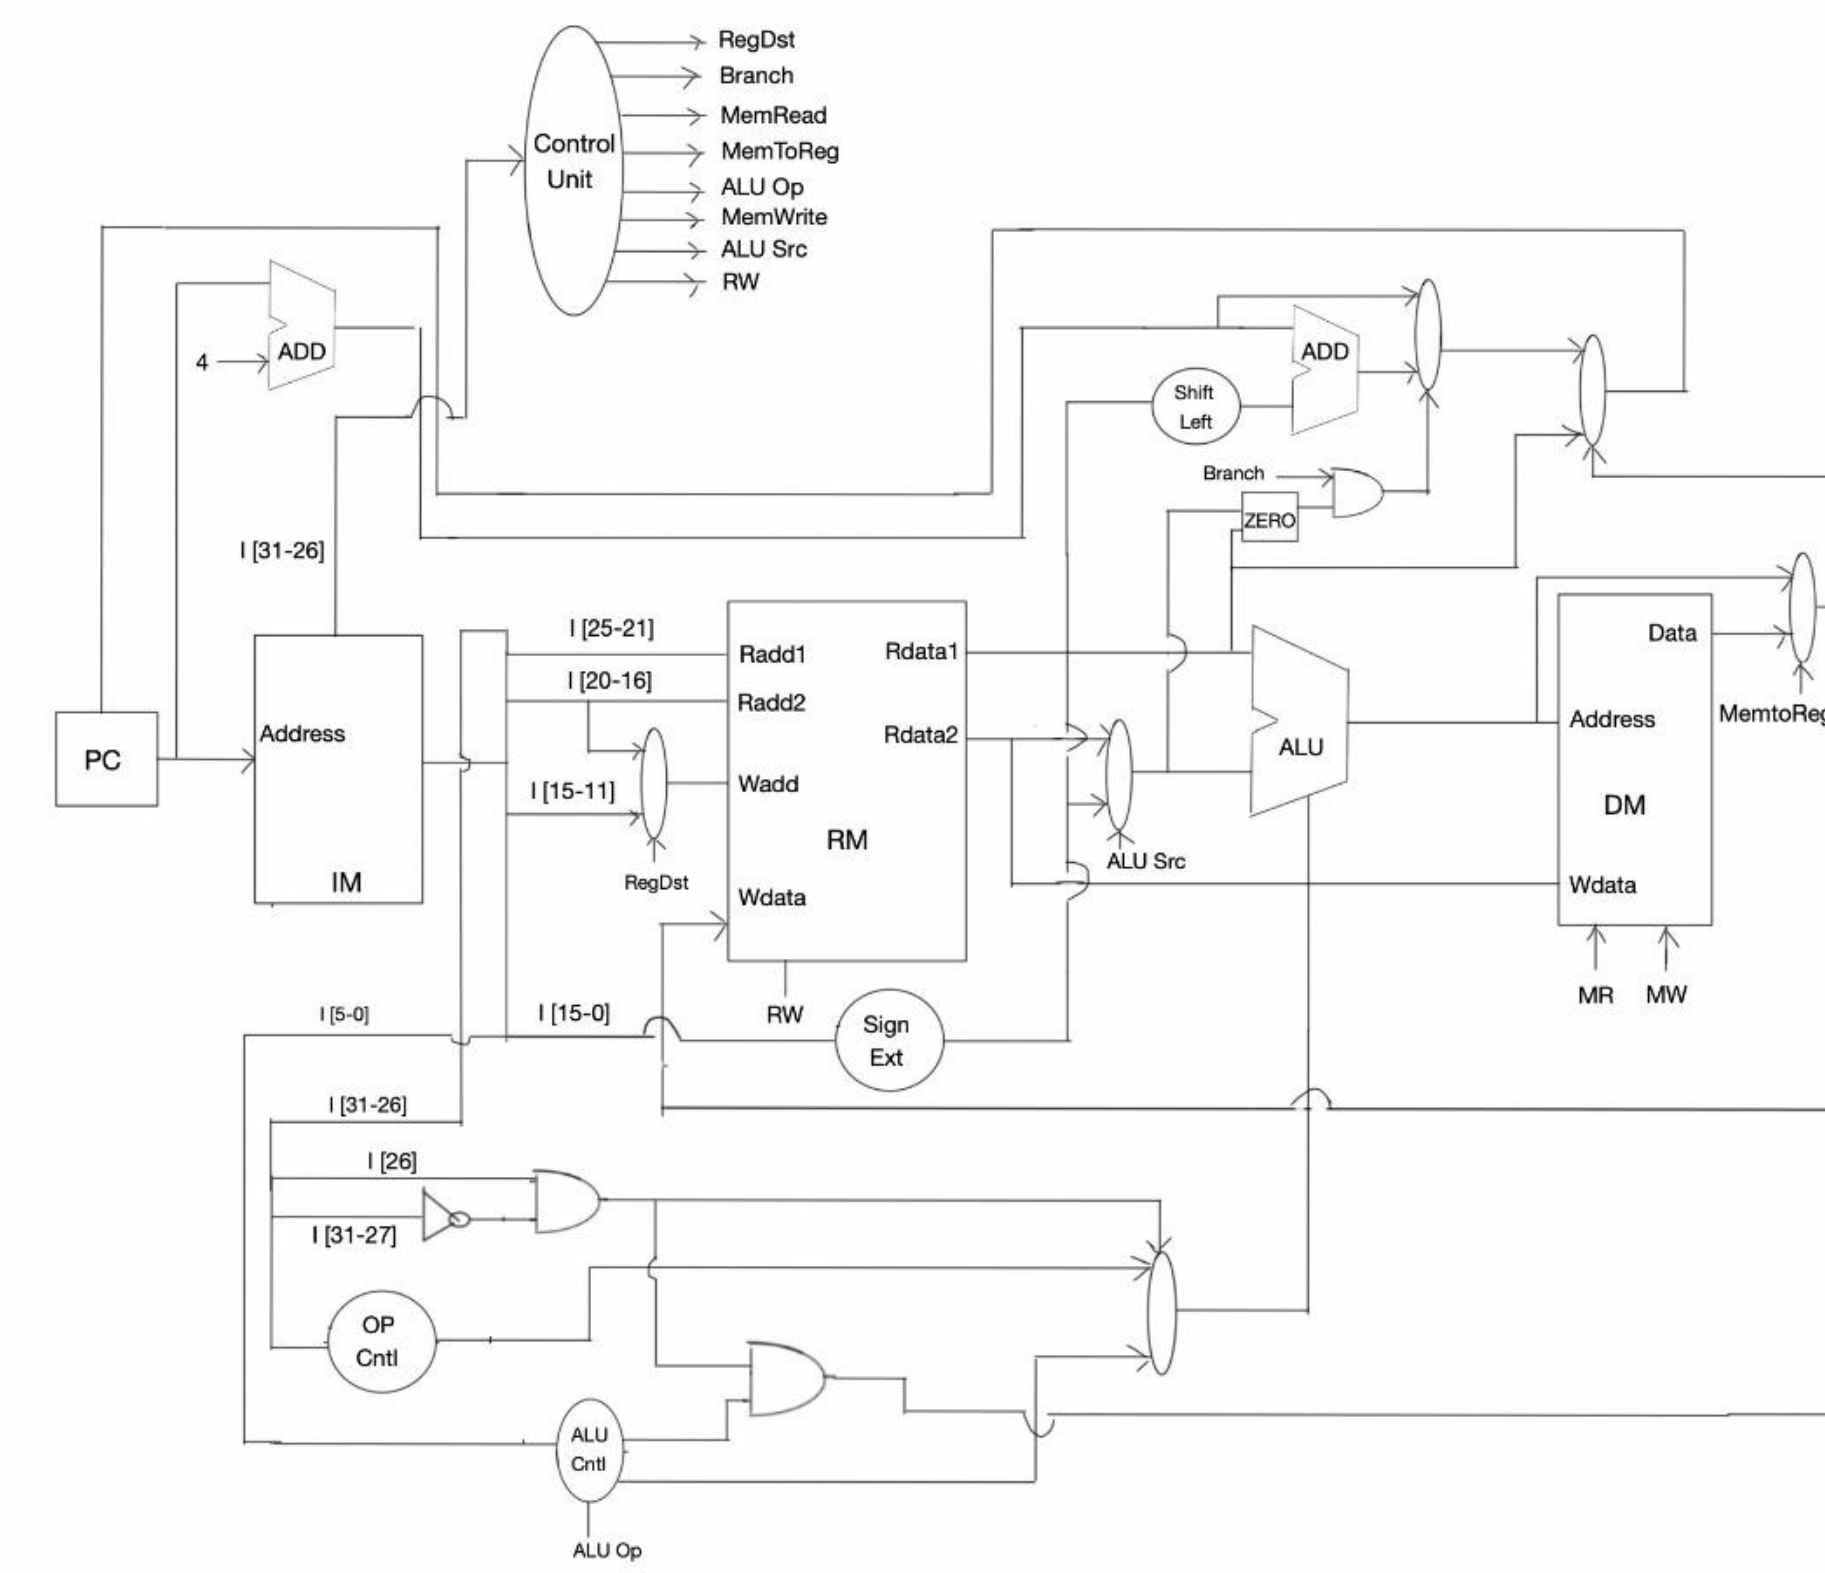 RegDst
Branch
MemRead
Control
Unit
MemToReg
ALU Op
MemWrite
ALU Src
RW
4
ADD
ADD
Shift
Left
Branch
ZERO
I [31-26]
I [25-21]
Radd1
Rdata1
Data
I [20-16]
Radd2
MemtoReg
Address
Rdata2
Address
PC
ALU
Wadd
I [15-11]
DM
RM
ALU Src
IM
RegDst
Wdata
Wdata
MR
MW
I [5-0]
I [15-0]
RW
Sign
Ext
I [31-26]
I [26]
I [31-27]
OP
Cntl
ALU
Cntl
ALU Op